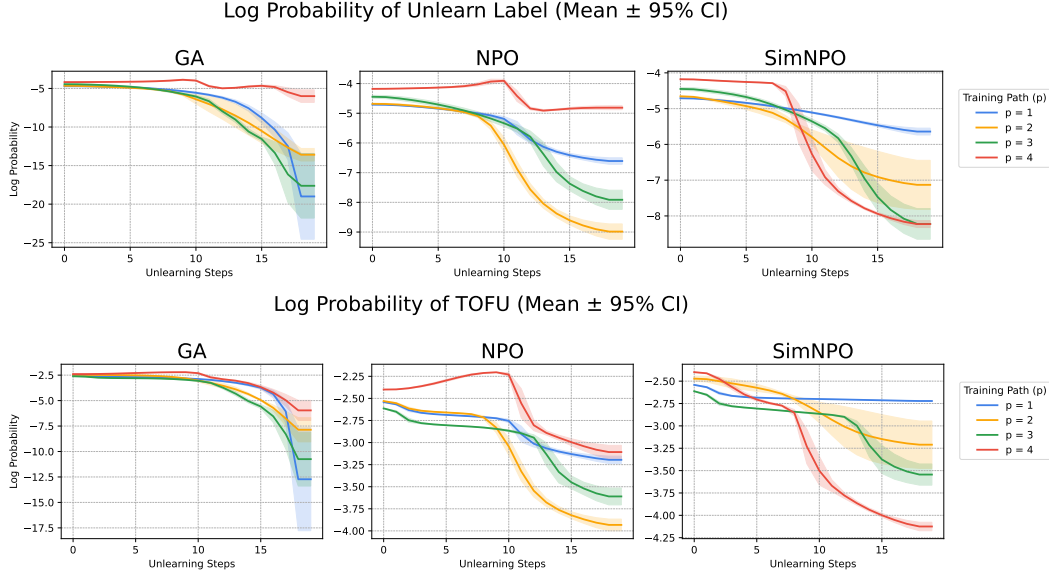 Log Probability of Unlearn Label (Mean ± 95% CI)
GA
NPO
SimNPO
Log Probability
−5
−10
−15
−20
−25
0
5
10
15
Unlearning Steps
−4
−5
−6
−7
−8
−9
0
5
10
15
Unlearning Steps
−4
−5
−6
−7
−8
0
5
10
15
Unlearning Steps
Training Path (p)
p = 1
p = 2
p = 3
p = 4
Log Probability of TOFU (Mean ± 95% CI)
GA
NPO
SimNPO
Log Probability
−2.5
−5.0
−7.5
−10.0
−12.5
−15.0
−17.5
0
5
10
15
Unlearning Steps
−2.25
−2.50
−2.75
−3.00
−3.25
−3.50
−3.75
−4.00
0
5
10
15
Unlearning Steps
−2.50
−2.75
−3.00
−3.25
−3.50
−3.75
−4.00
−4.25
0
5
10
15
Unlearning Steps
Training Path (p)
p = 1
p = 2
p = 3
p = 4